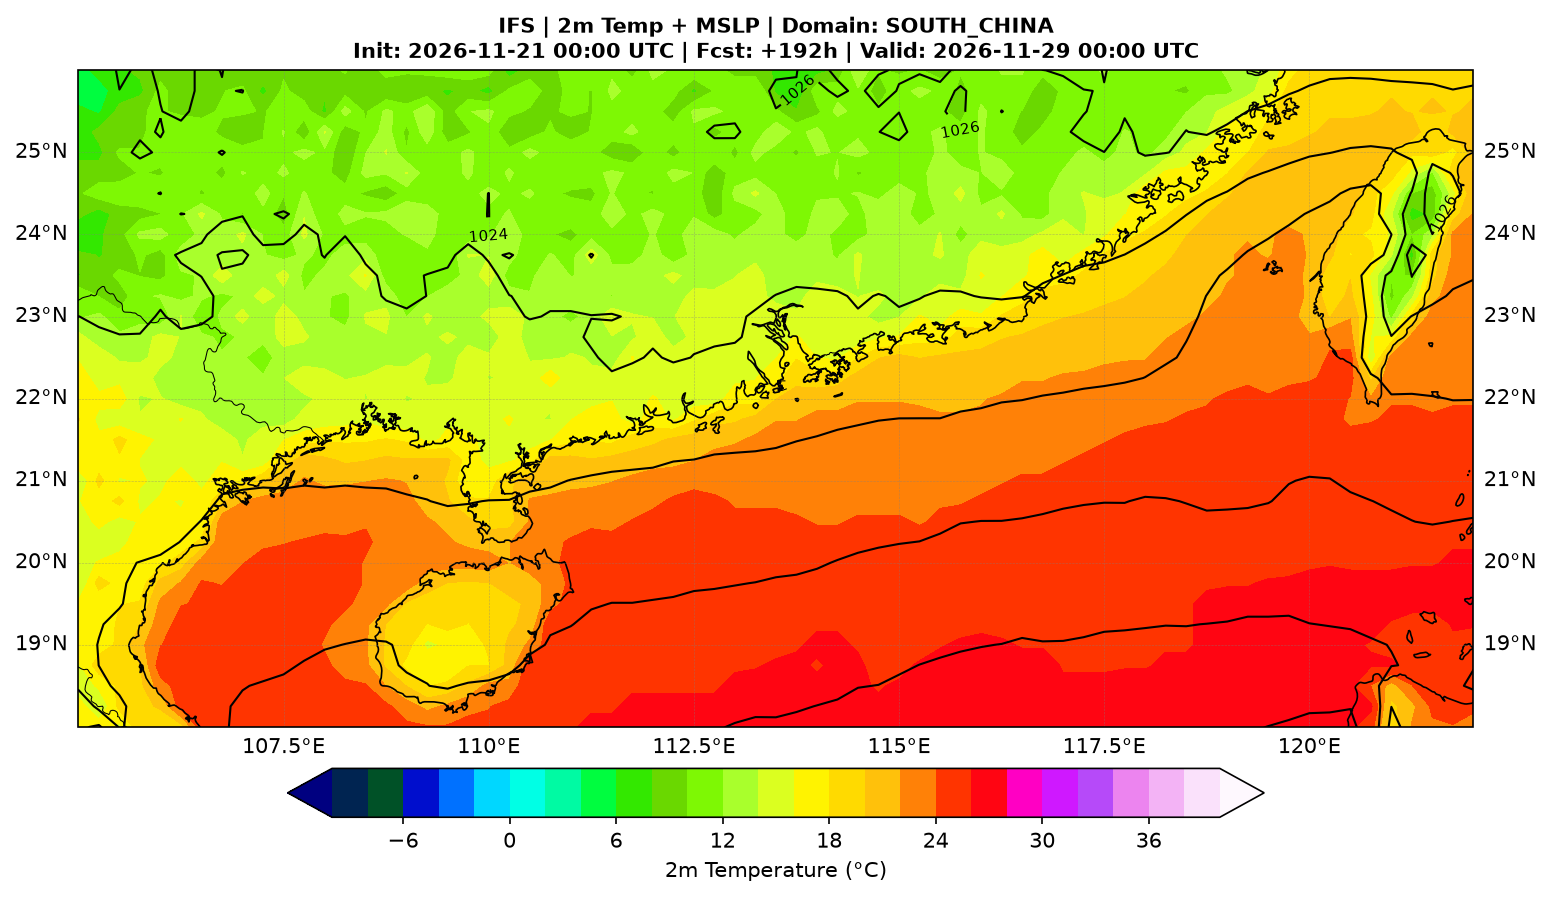 IFS | 2m Temp + MSLP | Domain: SOUTH_CHINA
Init: 2026-11-21 00:00 UTC | Fcst: +192h | Valid: 2026-11-29 00:00 UTC
1026
1026
25°N
25°N
1026
24°N
1024
24°N
23°N
23°N
22°N
22°N
21°N
21°N
20°N
20°N
19°N
19°N
107.5°E 110°E 112.5°E 115°E 117.5°E 120°E
−6 0 6 12 18 24 30 36
2m Temperature (°C)